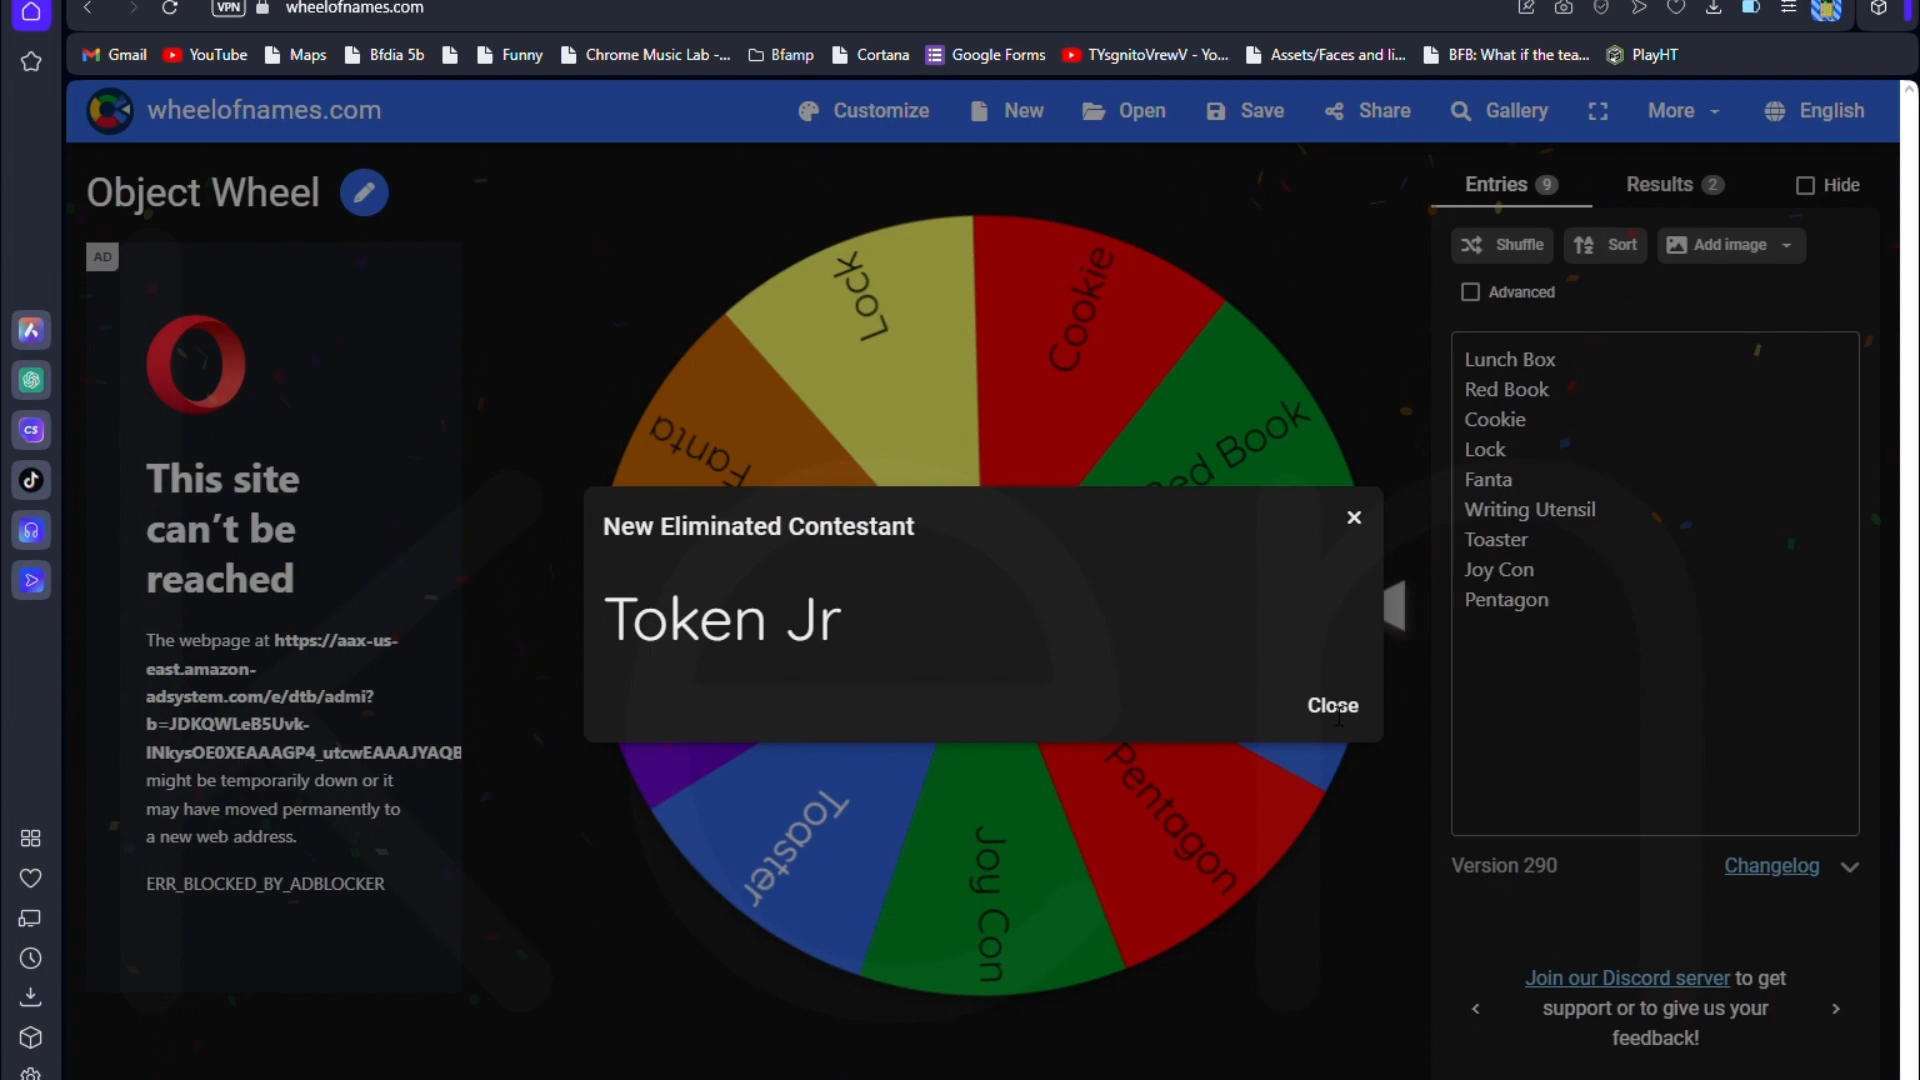 VPN wheelofnames.com
Gmail YouTube Maps Bfdia 5b Funny Chrome Music Lab -... Bfamp Cortana Google Forms TYsgnitoVrewV - Yo... Assets/Faces and li... BFB: What if the tea... PlayHT
wheelofnames.com Customize New Open Save Share Gallery More English
Object Wheel
Entries 9 Results 2 Hide
AD
Shuffle Sort Add image
Advanced
Lock
Cookie
Fanta
Red Book
Toaster
Joy Con
Pentagon
This site
can't be
reached
The webpage at https://aax-us-
east.amazon-
adsystem.com/e/dtb/admi?
b=JDKQWLeB5Uvk-
INkysOE0XEAAAGP4_utcwEAAAJYAQB
might be temporarily down or it
may have moved permanently to
a new web address.
ERR_BLOCKED_BY_ADBLOCKER
New Eliminated Contestant
Token Jr
Close
Lunch Box
Red Book
Cookie
Lock
Fanta
Writing Utensil
Toaster
Joy Con
Pentagon
Version 290 Changelog
Join our Discord server to get
support or to give us your
feedback!
CS